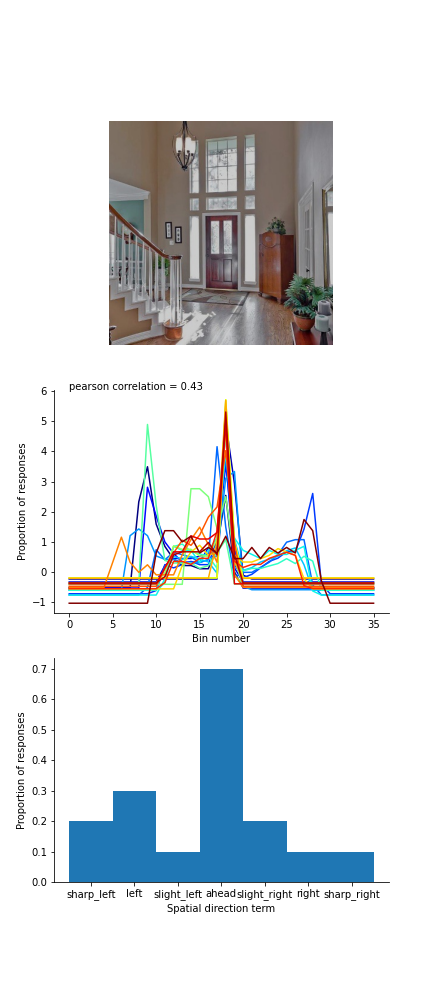 pearson correlation = 0.43
6
5
4
3
2
1
0
−1
Proportion of responses
0 5 10 15 20 25 30 35
Bin number
0.7
0.6
0.5
0.4
0.3
0.2
0.1
0.0
Proportion of responses
sharp_left left slight_left ahead slight_right right sharp_right
Spatial direction term